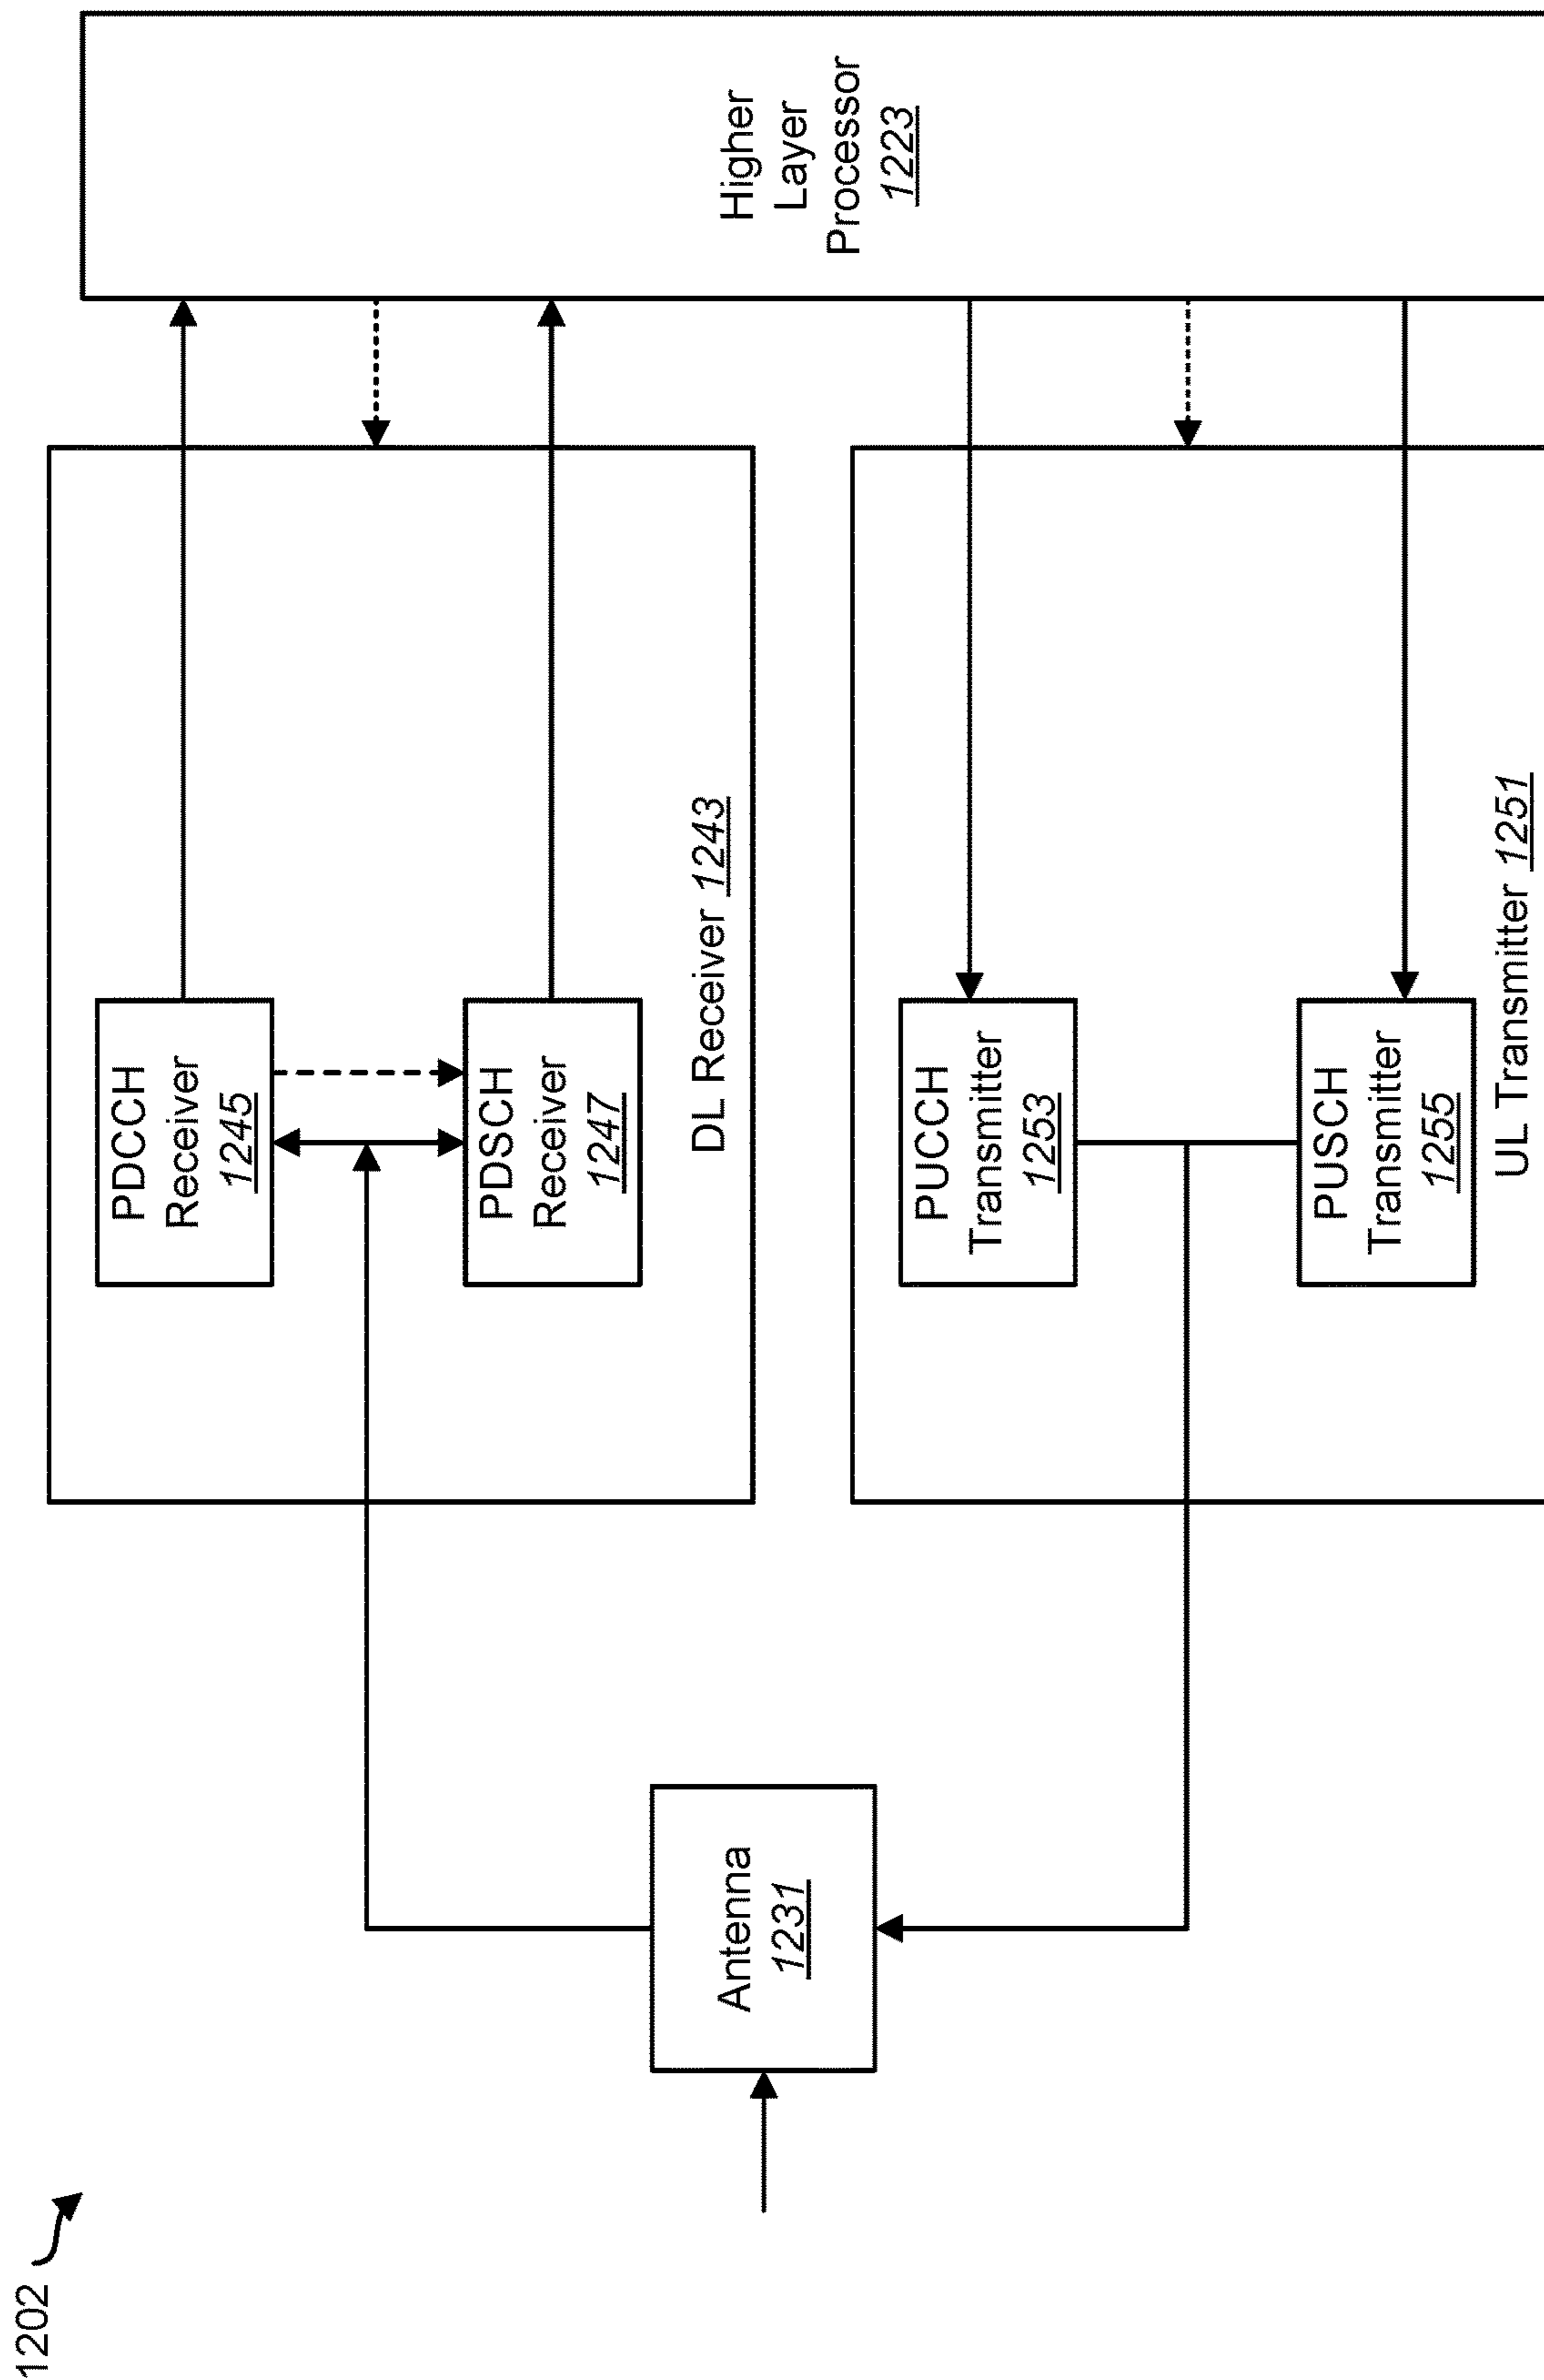 1202
Antenna
1231
PDCCH
Receiver
1245
PDSCH
Receiver
1247
DL Receiver 1243
PUCCH
Transmitter
1253
PUSCH
Transmitter
1255
UL Transmitter 1251
Higher
Layer
Processor
1223